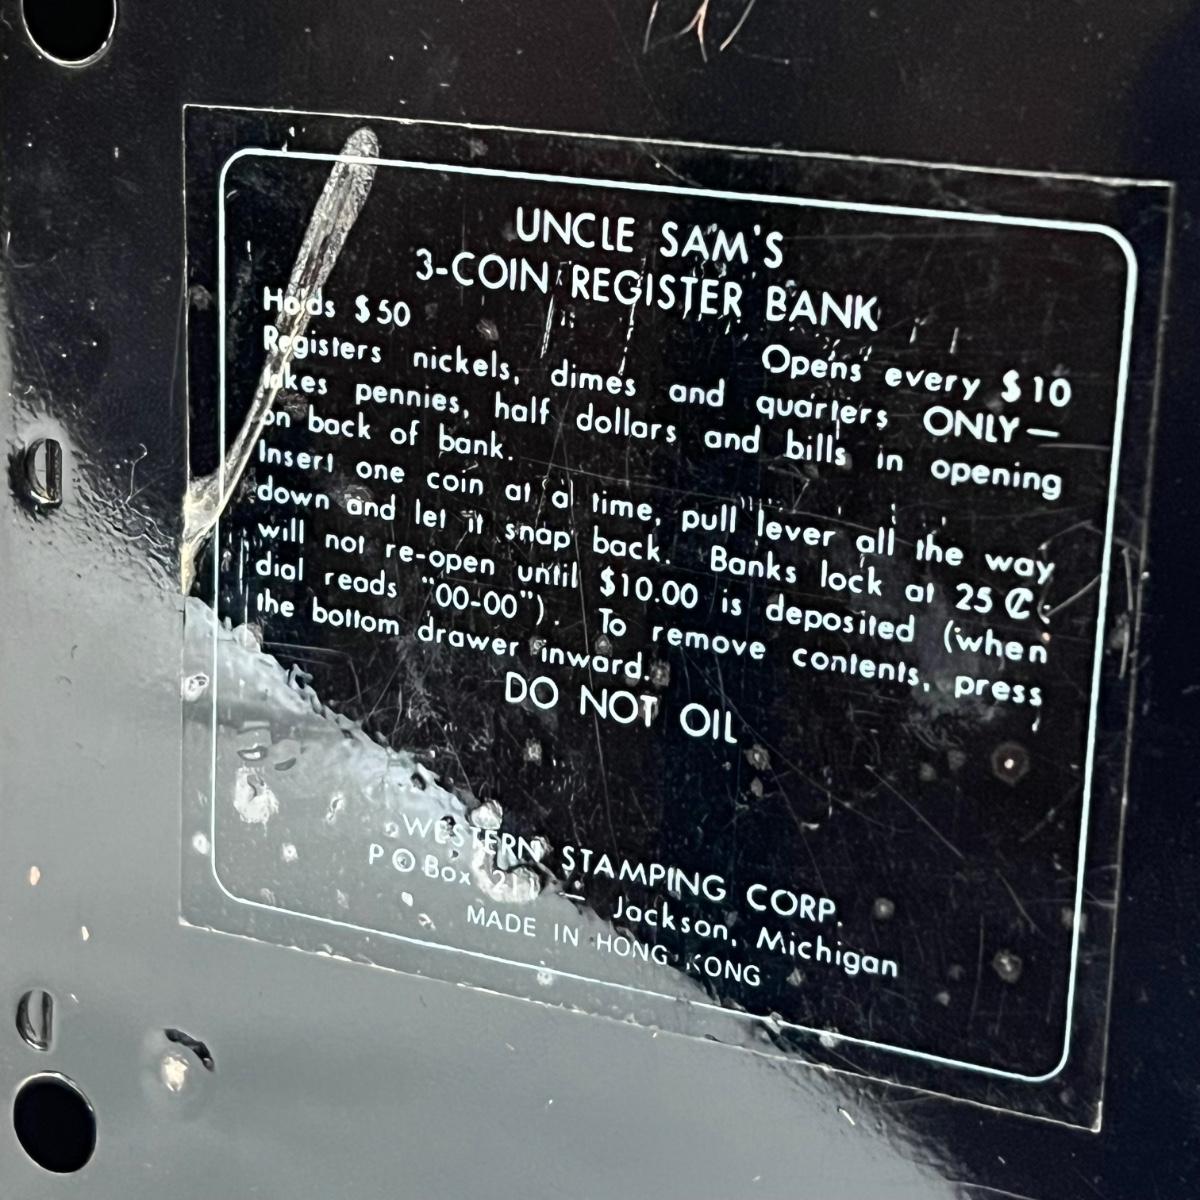 UNCLE SAM'S
3-COIN REGISTER BANK
Holds $50 Opens every $10
Registers nickels, dimes and quarters ONLY—
takes pennies, half dollars and bills in opening
on back of bank.
Insert one coin at a time, pull lever all the way
down and let it snap back. Banks lock at 25¢;
will not re-open until $10.00 is deposited (when
dial reads "00-00"). To remove contents, press
the bottom drawer inward.
DO NOT OIL
WESTERN STAMPING CORP.
P O Box 211 — Jackson, Michigan
MADE IN HONG KONG